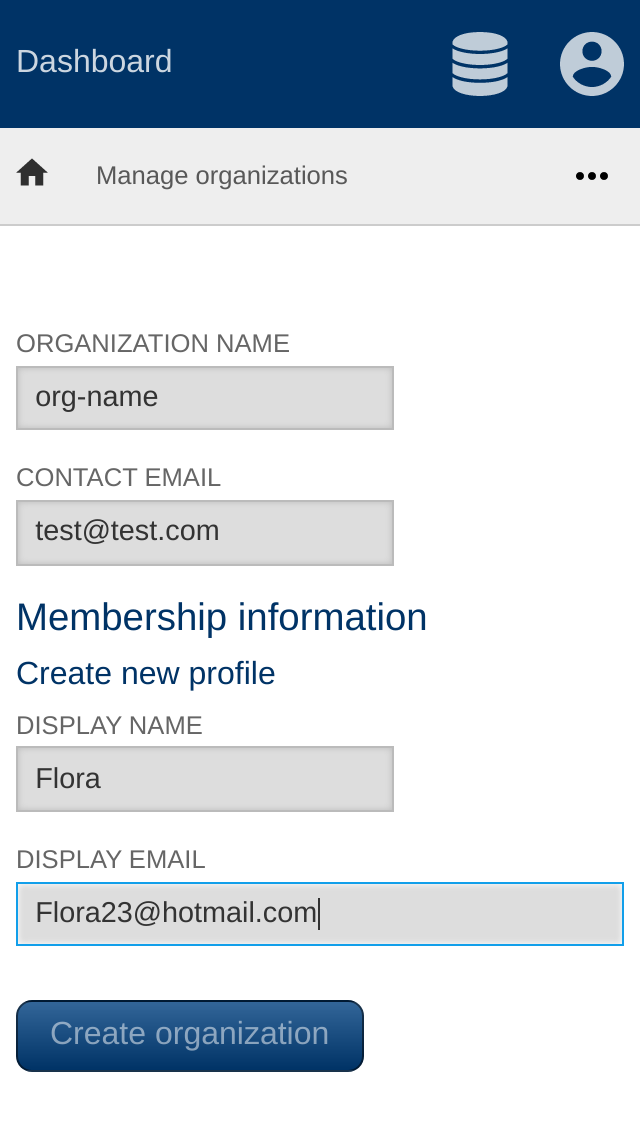 Dashboard
Manage organizations
ORGANIZATION NAME
org-name
CONTACT EMAIL
test@test.com
Membership information
Create new profile
DISPLAY NAME
Flora
DISPLAY EMAIL
Flora23@hotmail.com
Create organization